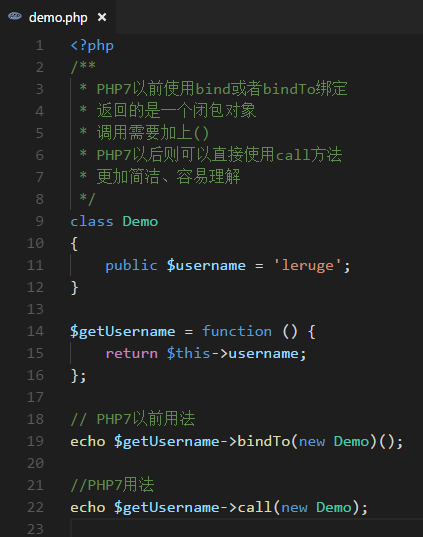 demo.php
1 <?php
2 /**
3  * PHP7以前使用bind或者bindTo绑定
4  * 返回的是一个闭包对象
5  * 调用需要加上()
6  * PHP7以后则可以直接使用call方法
7  * 更加简洁、容易理解
8  */
9 class Demo
10 {
11     public $username = 'leruge';
12 }
13
14 $getUsername = function () {
15     return $this->username;
16 };
17
18 // PHP7以前用法
19 echo $getUsername->bindTo(new Demo)();
20
21 //PHP7用法
22 echo $getUsername->call(new Demo);
23